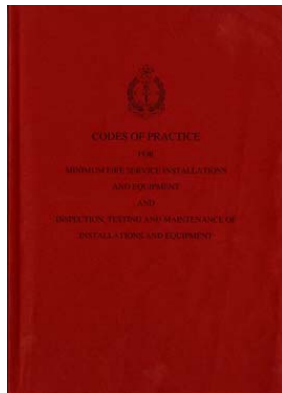 CODES OF PRACTICE
FOR
MINIMUM FIRE SERVICE INSTALLATIONS
AND EQUIPMENT
AND
INSPECTION, TESTING AND MAINTENANCE OF
INSTALLATIONS AND EQUIPMENT